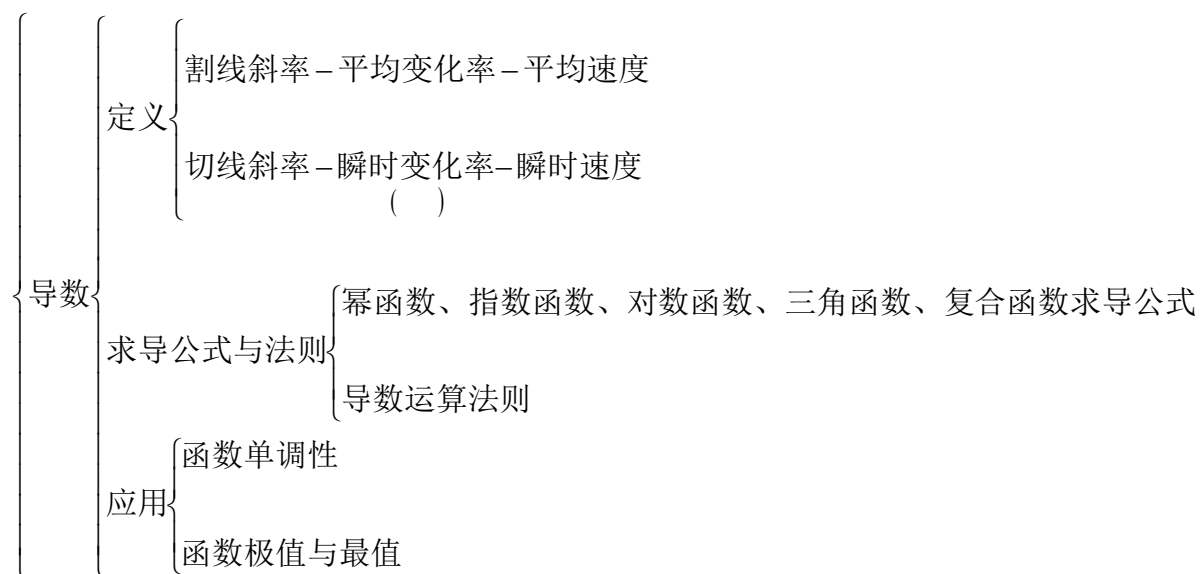 割线斜率–平均变化率–平均速度
定义
切线斜率–瞬时变化率–瞬时速度
( )
导数
幂函数、指数函数、对数函数、三角函数、复合函数求导公式
求导公式与法则
导数运算法则
函数单调性
应用
函数极值与最值